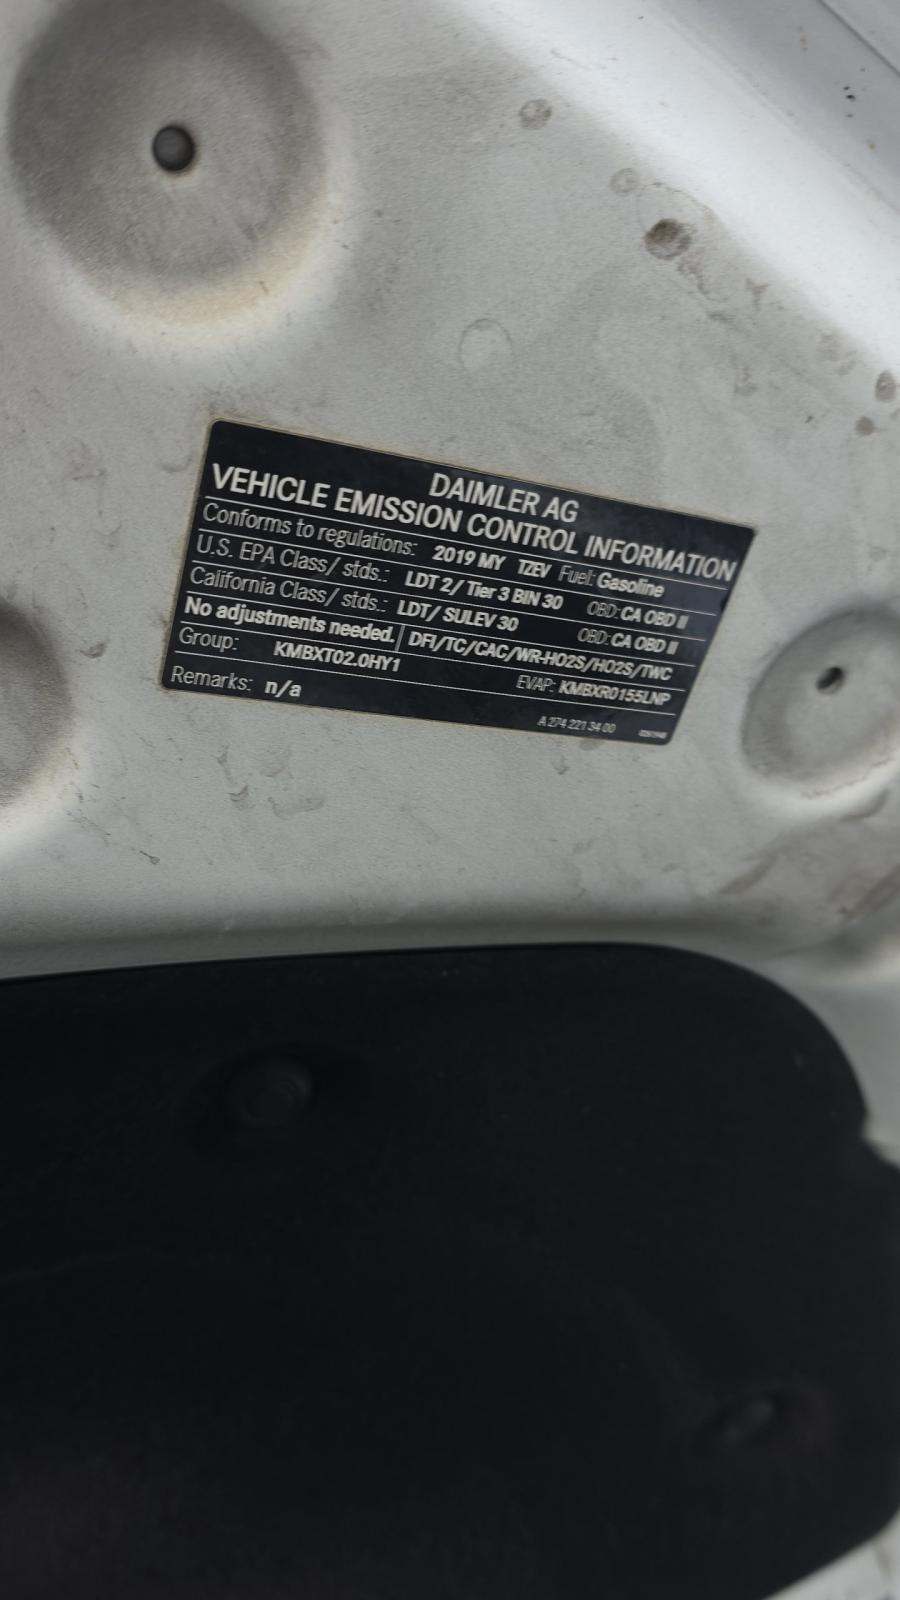 DAIMLER AG
VEHICLE EMISSION CONTROL INFORMATION
Conforms to regulations: 2019 MY TZEV Fuel: Gasoline
U.S. EPA Class/ stds.: LDT 2/ Tier 3 BIN 30 OBD: CA OBD II
California Class/ stds.: LDT/ SULEV 30 OBD: CA OBD II
No adjustments needed. DFI/TC/CAC/WR-HO2S/HO2S/TWC
Group: KMBXT02.0HY1 EVAP: KMBXR0155LNP
Remarks: n/a
A 274 221 34 00